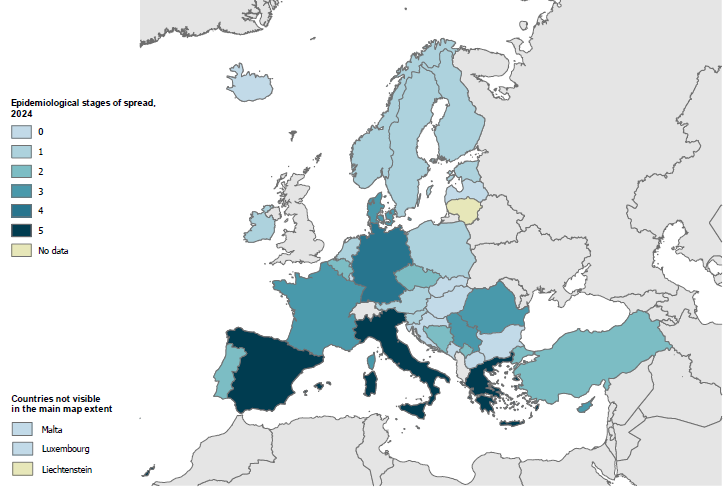 Epidemiological stages of spread,
2024
0
1
2
3
4
5
No data
Countries not visible
in the main map extent
Malta
Luxembourg
Liechtenstein